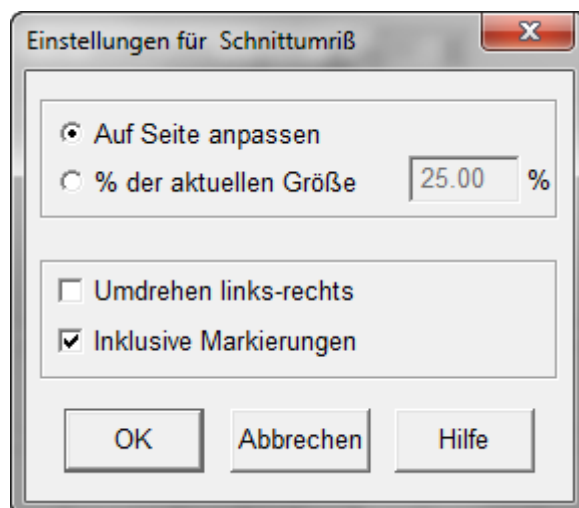 Einstellungen für Schnittumriß
Auf Seite anpassen
% der aktuellen Größe 25.00 %
Umdrehen links-rechts
Inklusive Markierungen
OK Abbrechen Hilfe